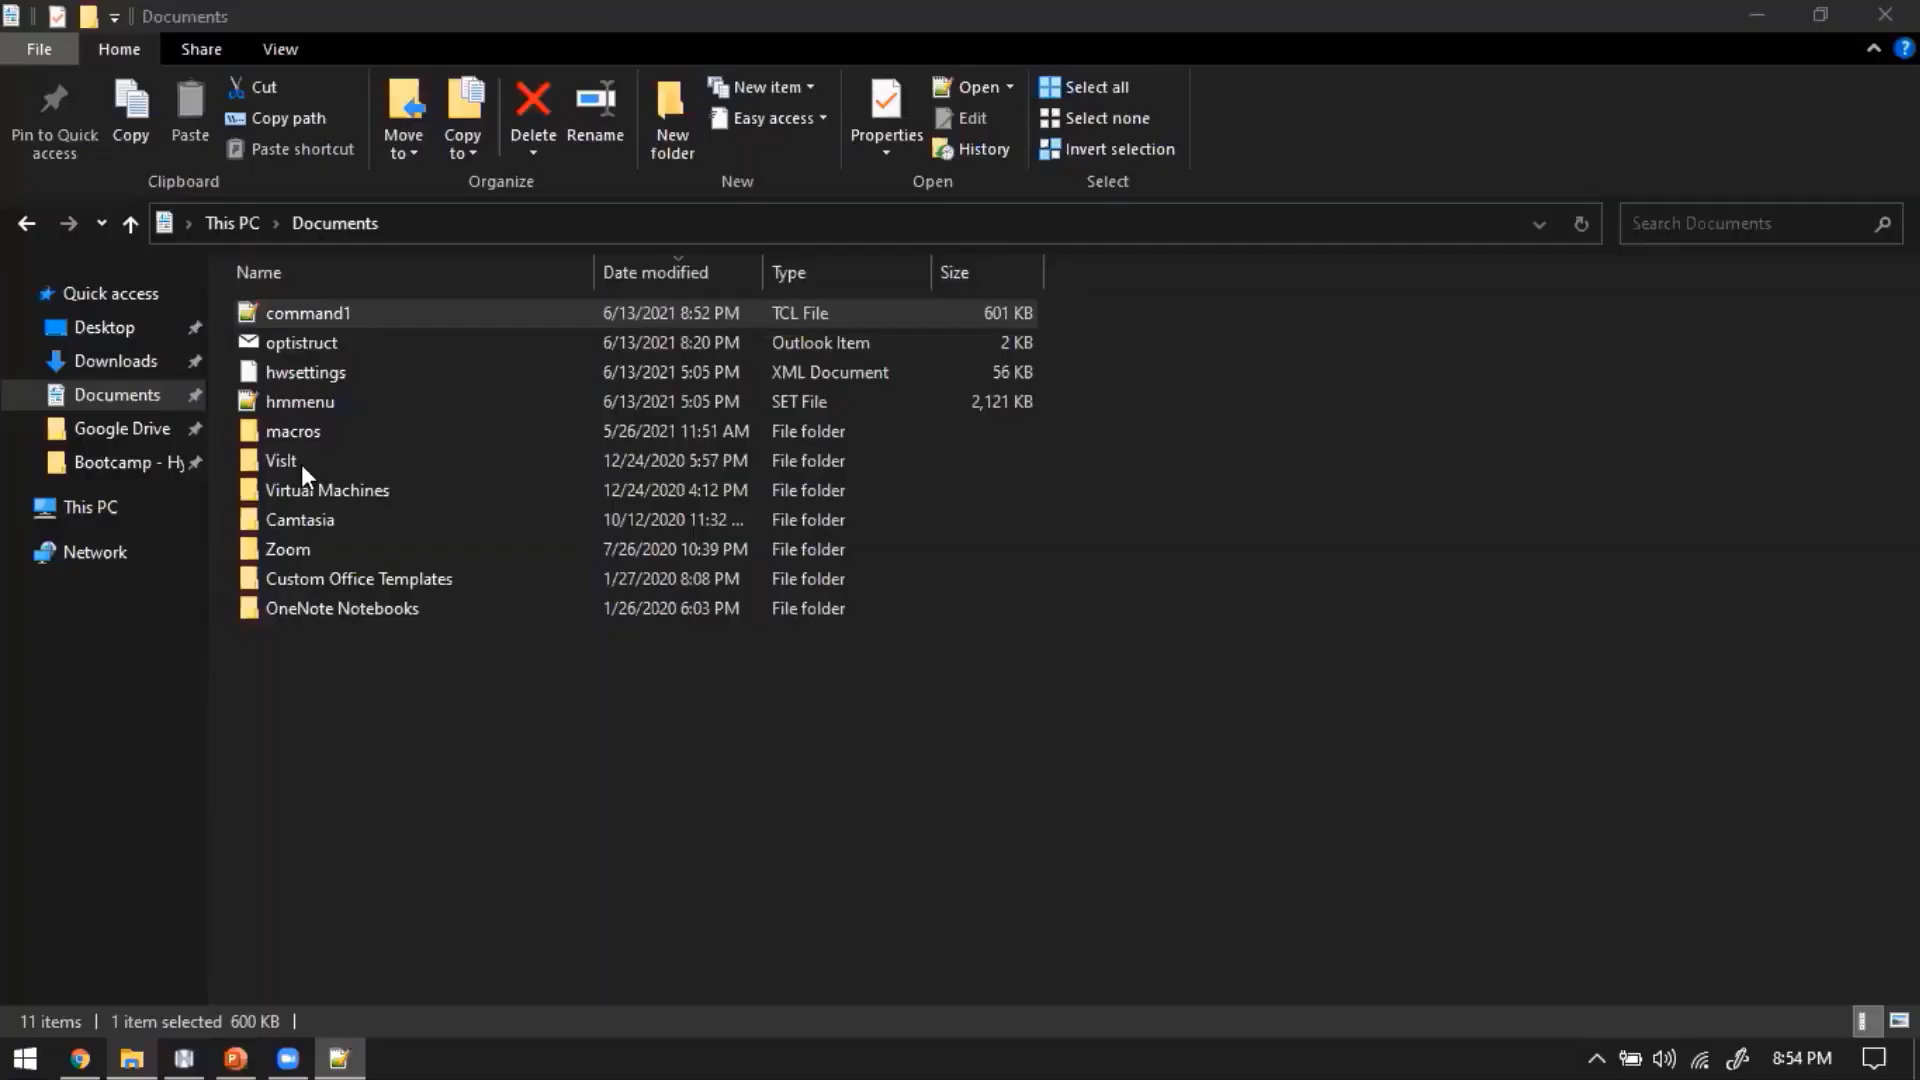 Documents
File Home Share View
Pin to Quick access
Copy
Paste
Cut
Copy path
Paste shortcut
Clipboard
Move to
Copy to
Delete
Rename
Organize
New folder
New item
Easy access
New
Properties
Open
Edit
History
Open
Select all
Select none
Invert selection
Select
This PC Documents
Search Documents
Quick access
Desktop
Downloads
Documents
Google Drive
Bootcamp - Hy
This PC
Network
Name Date modified Type Size
command1 6/13/2021 8:52 PM TCL File 601 KB
optistruct 6/13/2021 8:20 PM Outlook Item 2 KB
hwsettings 6/13/2021 5:05 PM XML Document 56 KB
hmmenu 6/13/2021 5:05 PM SET File 2,121 KB
macros 5/26/2021 11:51 AM File folder
VisIt 12/24/2020 5:57 PM File folder
Virtual Machines 12/24/2020 4:12 PM File folder
Camtasia 10/12/2020 11:32 ... File folder
Zoom 7/26/2020 10:39 PM File folder
Custom Office Templates 1/27/2020 8:08 PM File folder
OneNote Notebooks 1/26/2020 6:03 PM File folder
11 items 1 item selected 600 KB
8:54 PM